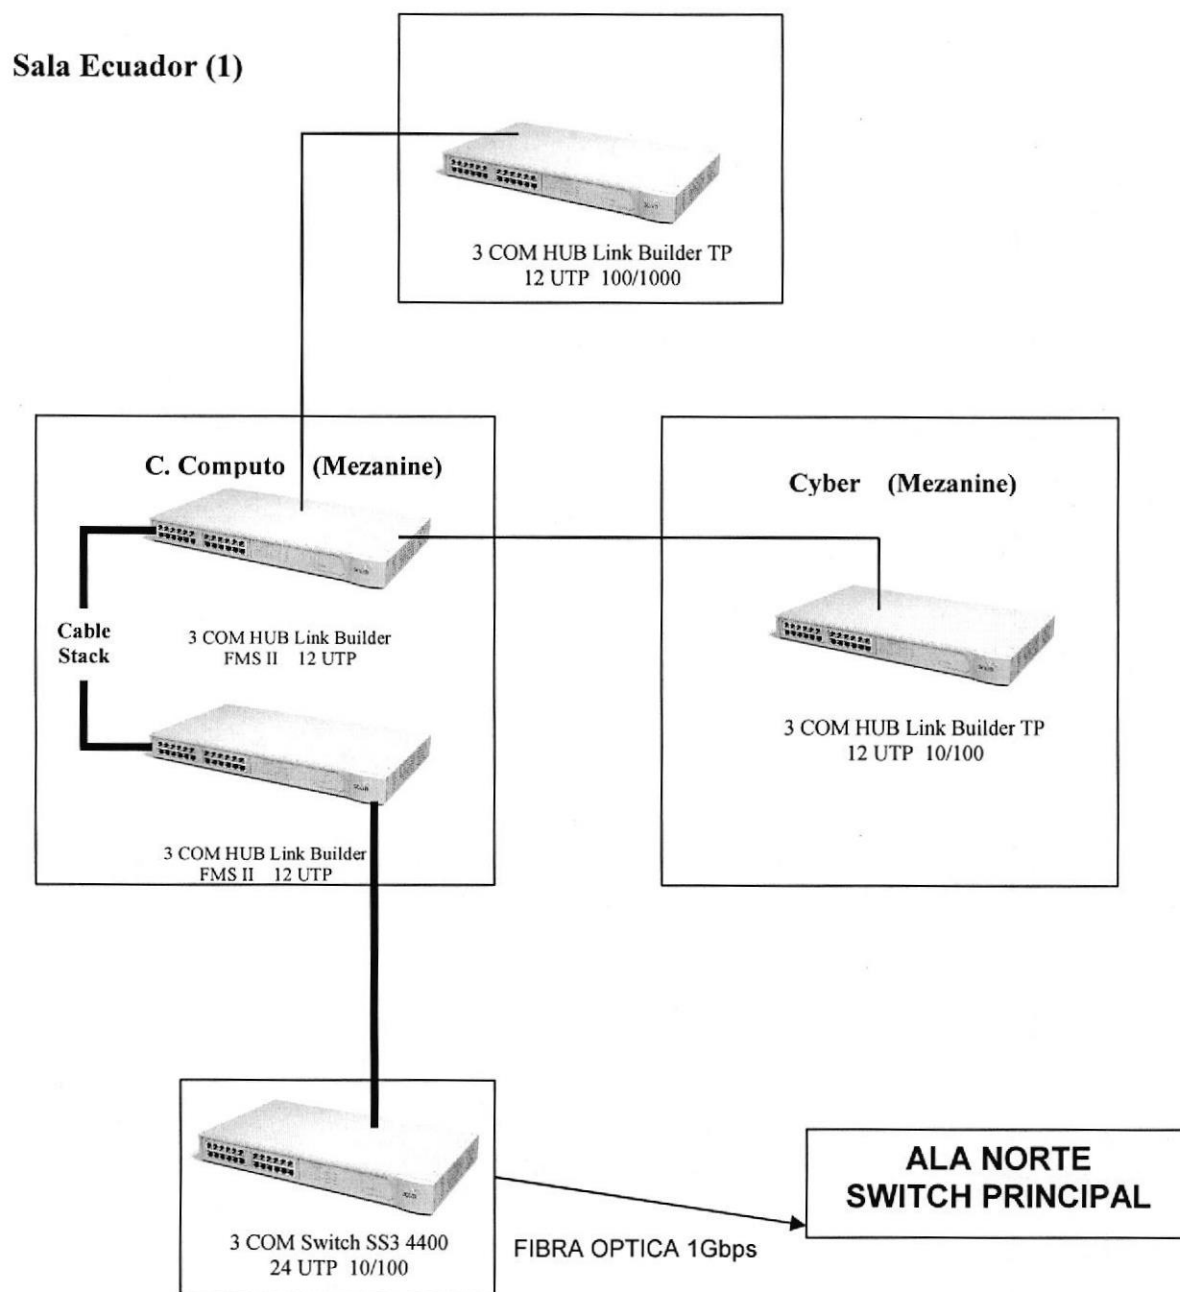 Sala Ecuador (1)
3 COM HUB Link Builder TP
12 UTP 100/1000
C. Computo (Mezanine)
Cable
Stack
3 COM HUB Link Builder
FMS II 12 UTP
3 COM HUB Link Builder
FMS II 12 UTP
Cyber (Mezanine)
3 COM HUB Link Builder TP
12 UTP 10/100
3 COM Switch SS3 4400
24 UTP 10/100
FIBRA OPTICA 1Gbps
ALA NORTE
SWITCH PRINCIPAL